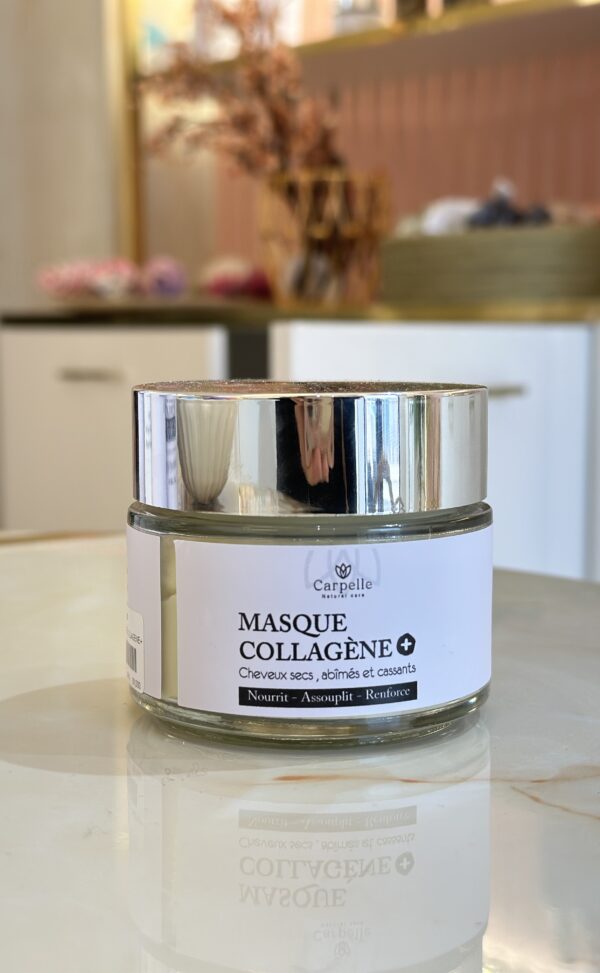 Carpelle
Natural care
MASQUE
COLLAGÈNE+
Cheveux secs, abîmés et cassants
Nourrit - Assouplit - Renforce